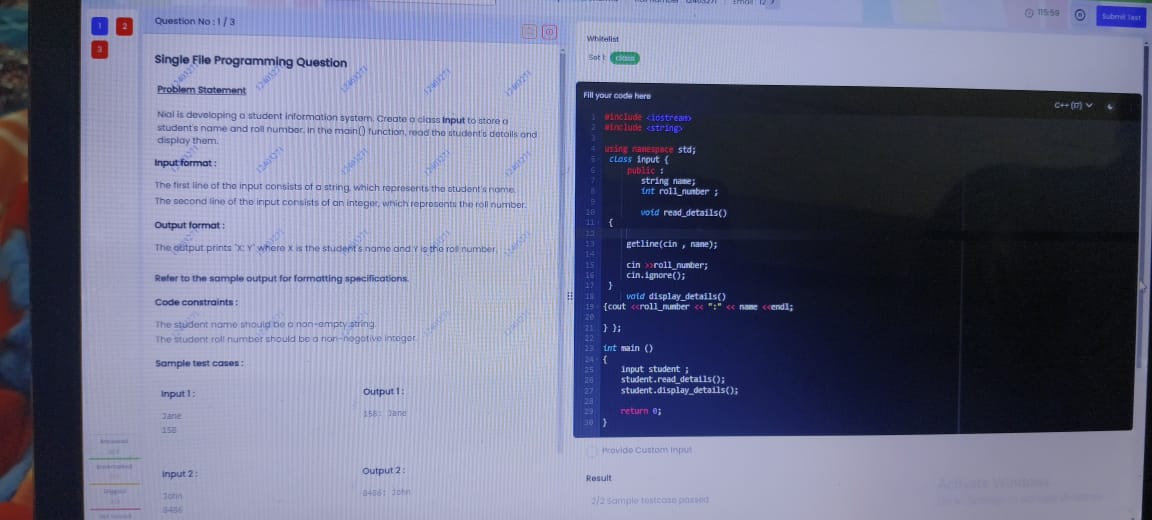 115:59
Submit Test
1
2
3
Question No : 1 / 3
Single File Programming Question
Problem Statement
Nial is developing a student information system. Create a class input to store a
student's name and roll number. In the main() function, read the student's details and
display them.
Input format :
The first line of the input consists of a string, which represents the student's name.
The second line of the input consists of an integer, which represents the roll number.
Output format :
The output prints "X: Y" where X is the student's name and Y is the roll number.
Refer to the sample output for formatting specifications.
Code constraints :
The student name should be a non-empty string.
The student roll number should be a non-negative integer.
Sample test cases :
Input 1 :
Jane
158
Output 1 :
158: Jane
Input 2 :
John
8486
Output 2 :
8486: John
Whitelist
Set 1:
class
Fill your code here
C++ (17)
1 #include <iostream>
2 #include <string>
3
4 using namespace std;
5 class input {
6 public :
7 string name;
8 int roll_number ;
9
10 void read_details()
11 {
12
13 getline(cin , name);
14
15 cin >>roll_number;
16 cin.ignore();
17 }
18 void display_details()
19 {cout <<roll_number << ":" << name <<endl;
20
21 } };
22
23 int main ()
24 {
25 input student ;
26 student.read_details();
27 student.display_details();
28
29 return 0;
30 }
Provide Custom Input
Result
2/2 Sample testcase passed
Activate Windows
12403271